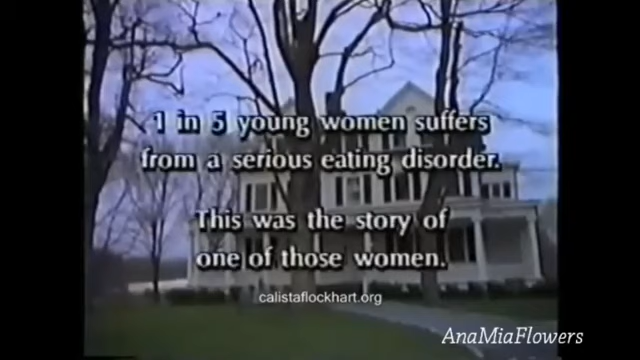 1 in 5 young women suffers
from a serious eating disorder.
This was the story of
one of those women.
calistaflockhart.org
AnaMiaFlowers